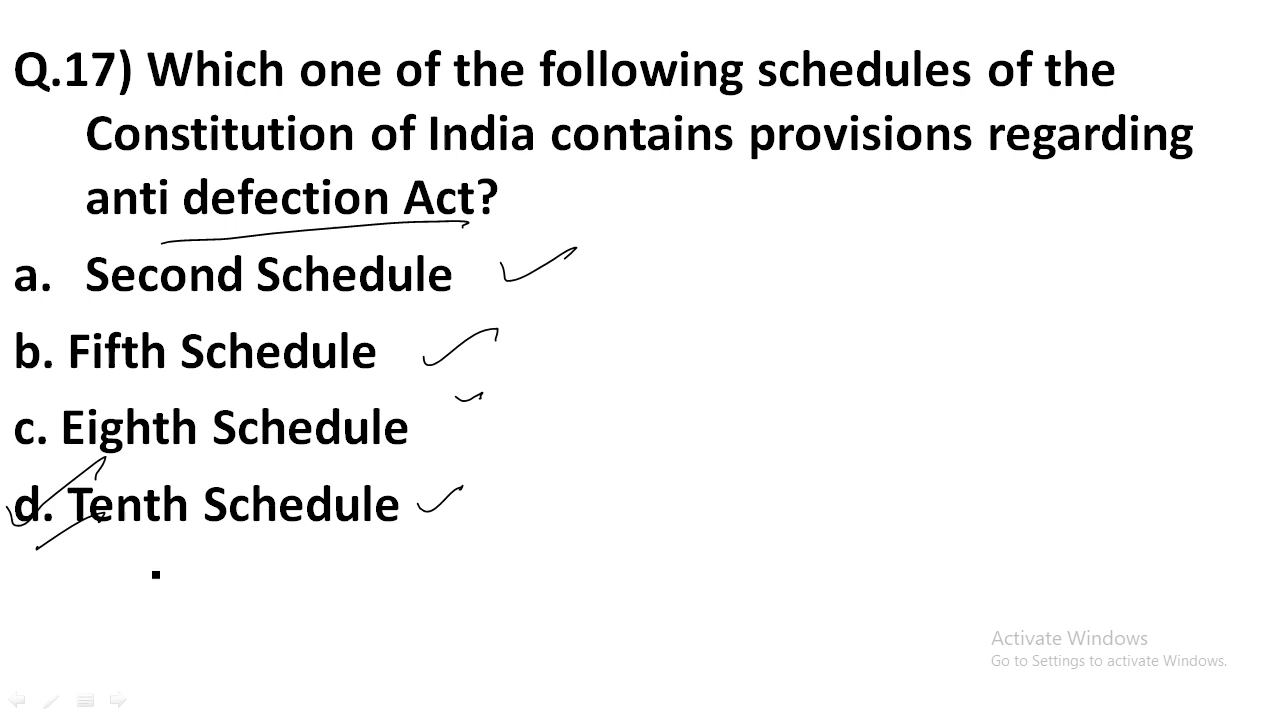 Q.17) Which one of the following schedules of the
Constitution of India contains provisions regarding
anti defection Act?
a. Second Schedule
b. Fifth Schedule
c. Eighth Schedule
d. Tenth Schedule
Activate Windows
Go to Settings to activate Windows.